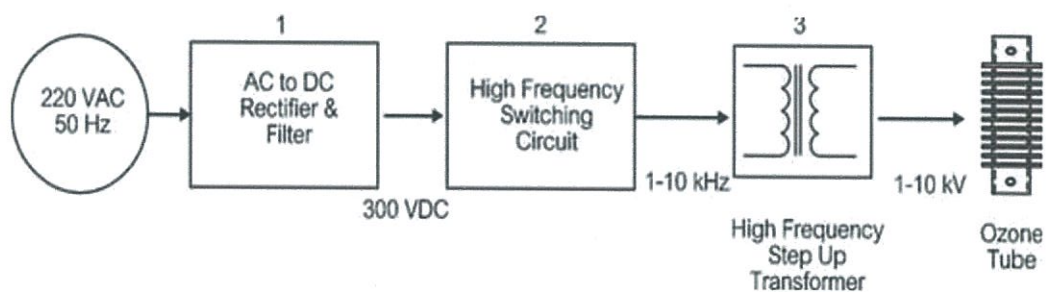 1
2
3
220 VAC
50 Hz
AC to DC
Rectifier &
Filter
High Frequency
Switching
Circuit
300 VDC
1-10 kHz
1-10 kV
High Frequency
Step Up
Transformer
Ozone
Tube